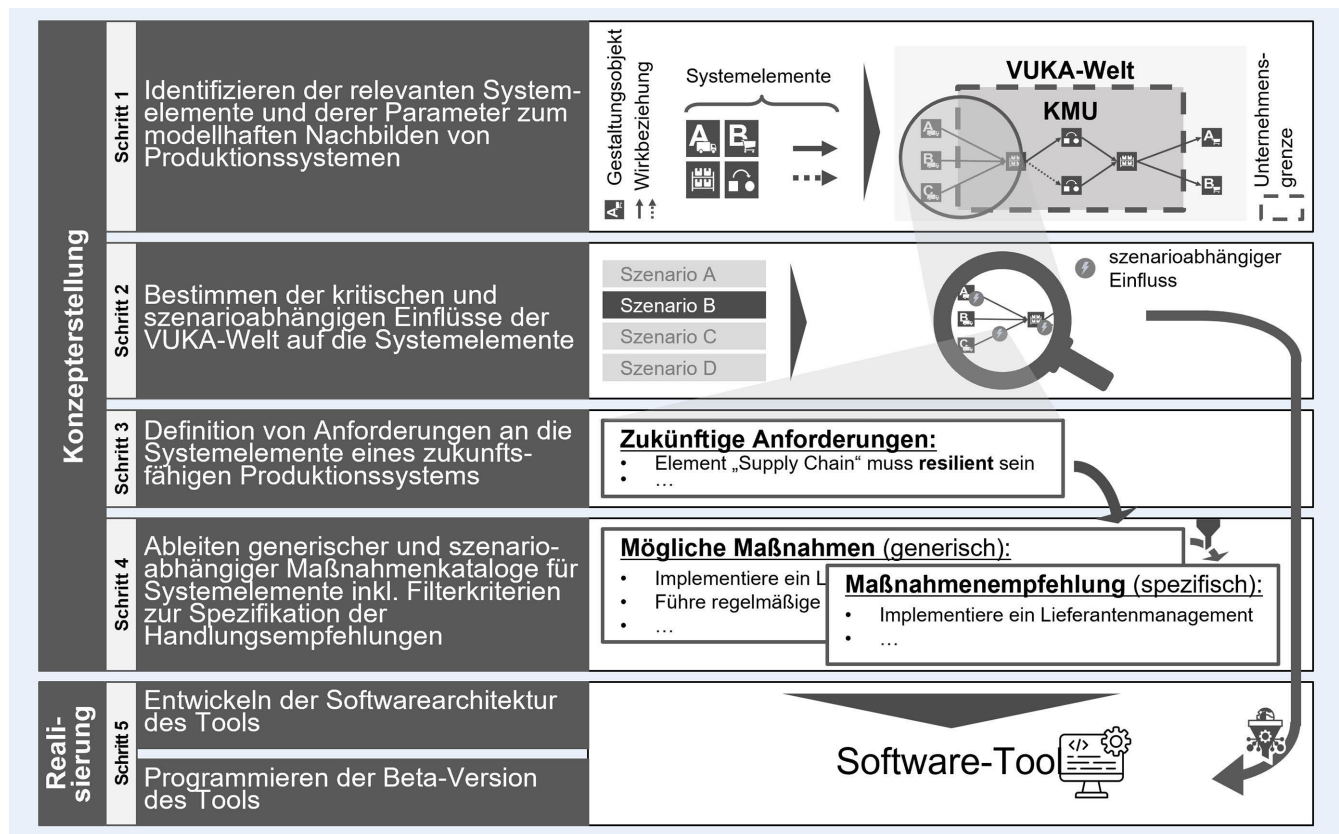 Konzepterstellung
Schritt 1
Identifizieren der relevanten System-
elemente und derer Parameter zum
modellhaften Nachbilden von
Produktionssystemen
A Gestaltungsobjekt
Wirkbeziehung
Systemelemente
A B
VUKA-Welt
KMU
A
B
C
A
B
Unternehmens-
grenze
Schritt 2
Bestimmen der kritischen und
szenarioabhängigen Einflüsse der
VUKA-Welt auf die Systemelemente
Szenario A
Szenario B
Szenario C
Szenario D
A
B
C
szenarioabhängiger
Einfluss
Schritt 3
Definition von Anforderungen an die
Systemelemente eines zukunfts-
fähigen Produktionssystems
Zukünftige Anforderungen:
• Element „Supply Chain“ muss resilient sein
• …
Schritt 4
Ableiten generischer und szenario-
abhängiger Maßnahmenkataloge für
Systemelemente inkl. Filterkriterien
zur Spezifikation der
Handlungsempfehlungen
Mögliche Maßnahmen (generisch):
• Implementiere ein L
• Führe regelmäßige
• …
Maßnahmenempfehlung (spezifisch):
• Implementiere ein Lieferantenmanagement
• …
Reali-
sierung
Schritt 5
Entwickeln der Softwarearchitektur
des Tools
Programmieren der Beta-Version
des Tools
Software-Tool
</>